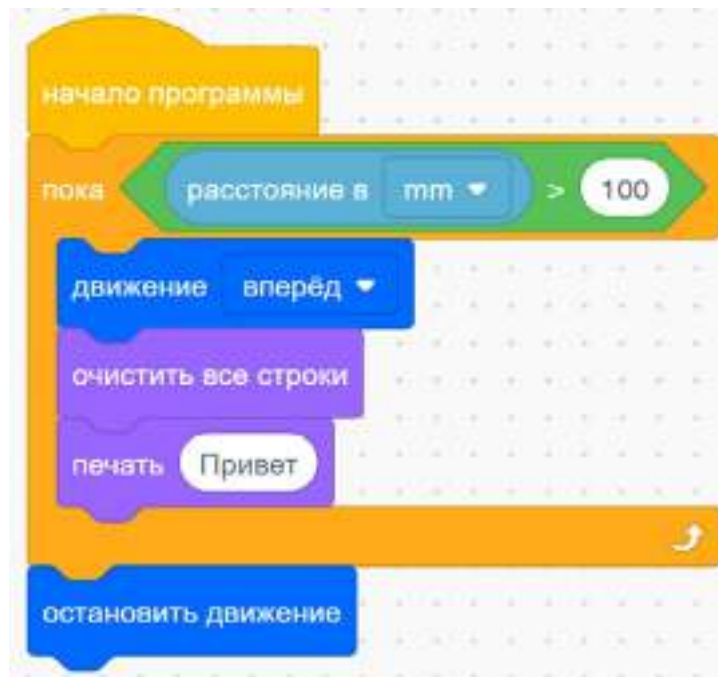 начало программы
пока расстояние в mm > 100
движение вперёд
очистить все строки
печать Привет
остановить движение